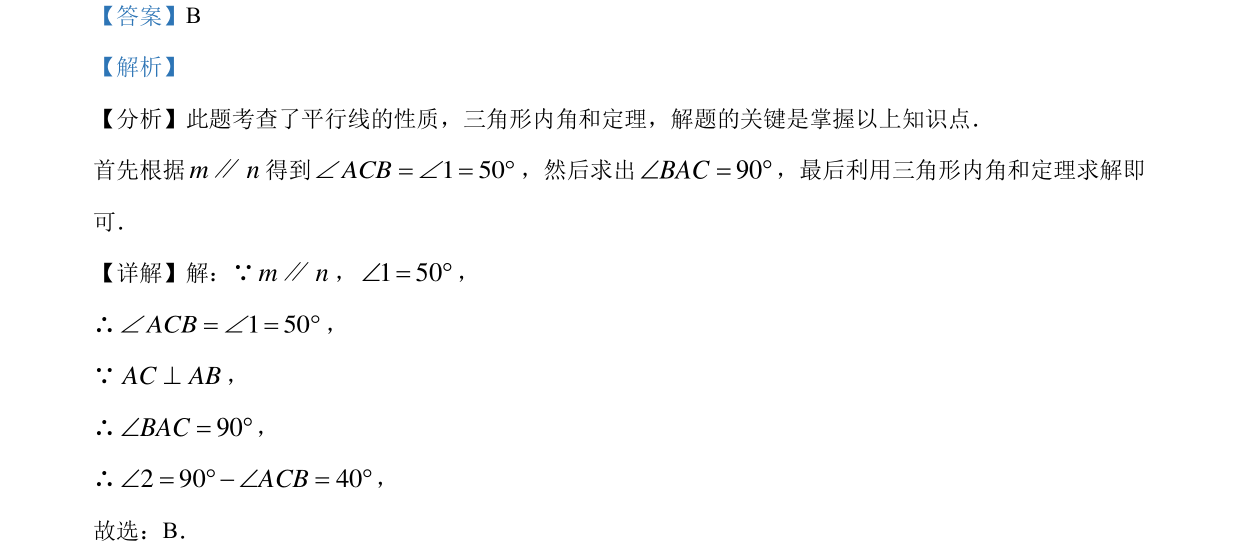 【答案】B
【解析】
【分析】此题考查了平行线的性质，三角形内角和定理，解题的关键是掌握以上知识点．
首先根据m∥n得到∠ACB=∠1=50°，然后求出∠BAC=90°，最后利用三角形内角和定理求解即
可．
【详解】解：∵m∥n，∠1=50°，
∴∠ACB=∠1=50°，
∵AC⊥AB，
∴∠BAC=90°，
∴∠2=90°−∠ACB=40°，
故选：B．